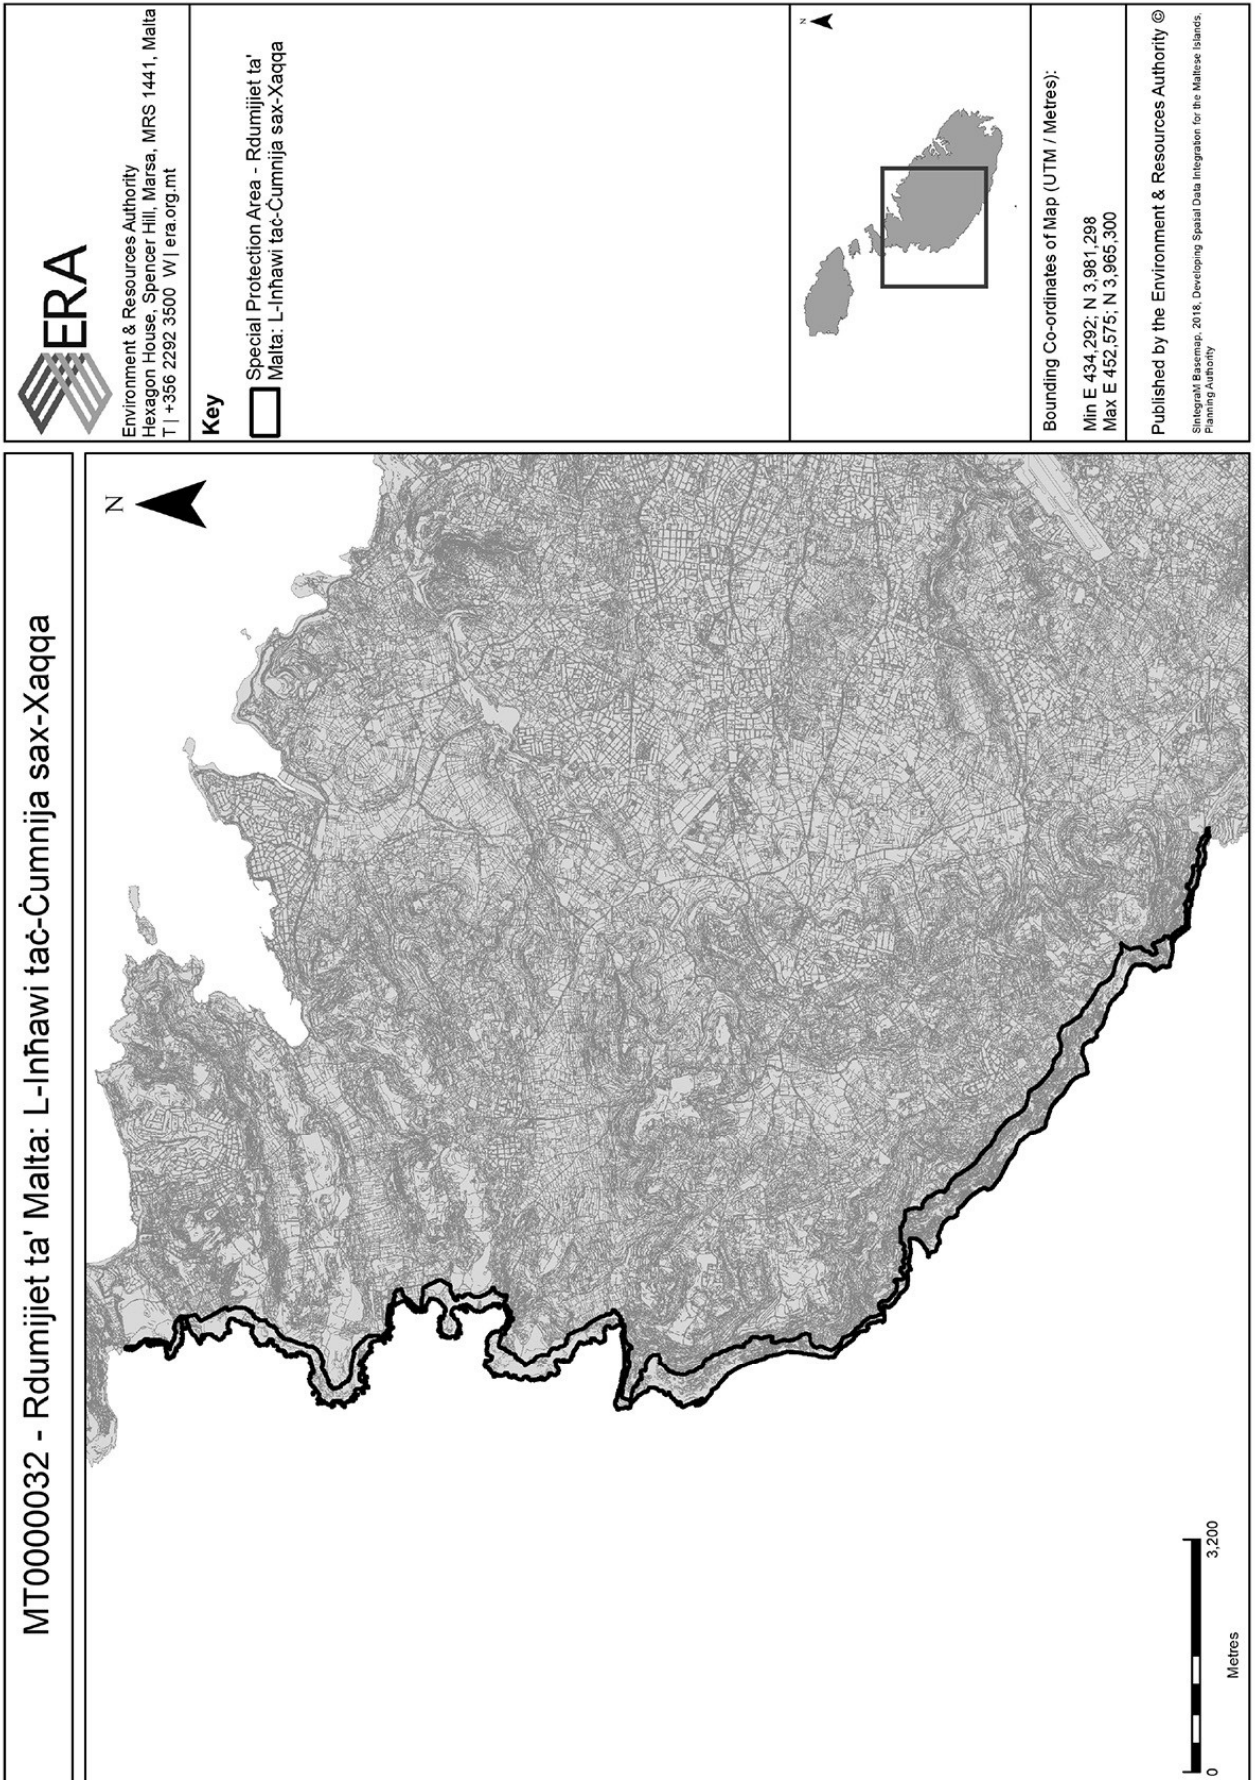 MT0000032 - Rdumijiet ta' Malta: L-Inħawi taċ-Ċumnija sax-Xaqqa
N
0
3,200
Metres
ERA
Environment & Resources Authority
Hexagon House, Spencer Hill, Marsa, MRS 1441, Malta
T | +356 2292 3500 W | era.org.mt
Key
Special Protection Area - Rdumijiet ta'
Malta: L-Inħawi taċ-Ċumnija sax-Xaqqa
N
Bounding Co-ordinates of Map (UTM / Metres):
Min E 434,292; N 3,981,298
Max E 452,575; N 3,965,300
Published by the Environment & Resources Authority ©
SIntegraM Basemap, 2018, Developing Spatial Data Integration for the Maltese Islands,
Planning Authority